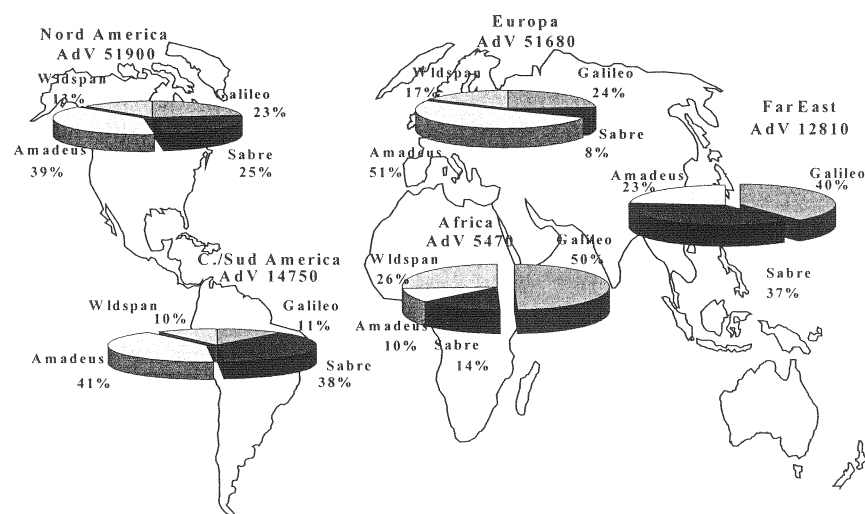 Nord America
AdV 51900
Wldspan
13%
Galileo
23%
Amadeus
39%
Sabre
25%
Europa
AdV 51680
Wldspan
17%
Galileo
24%
Amadeus
51%
Sabre
8%
Far East
AdV 12810
Amadeus
23%
Galileo
40%
Sabre
37%
Africa
AdV 5470
Wldspan
26%
Galileo
50%
Amadeus
10%
Sabre
14%
C./Sud America
AdV 14750
Wldspan
10%
Galileo
11%
Amadeus
41%
Sabre
38%